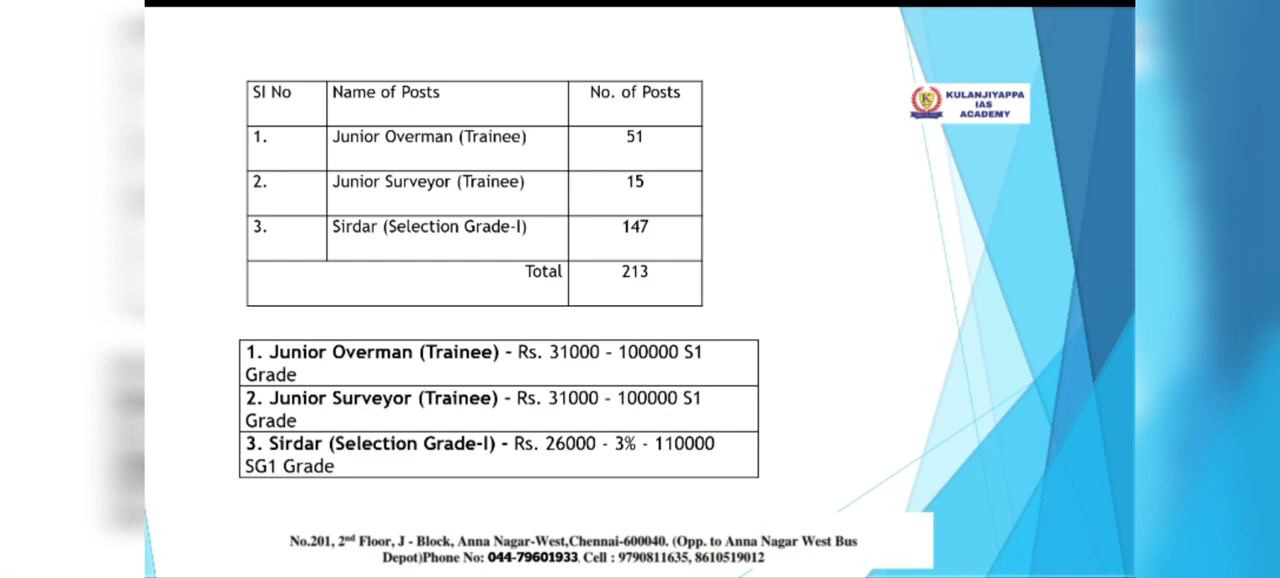 KULANJIYAPPA
IAS
ACADEMY
Sl No Name of Posts No. of Posts
1. Junior Overman (Trainee) 51
2. Junior Surveyor (Trainee) 15
3. Sirdar (Selection Grade-I) 147
Total 213
1. Junior Overman (Trainee) - Rs. 31000 - 100000 S1
Grade
2. Junior Surveyor (Trainee) - Rs. 31000 - 100000 S1
Grade
3. Sirdar (Selection Grade-I) - Rs. 26000 - 3% - 110000
SG1 Grade
No.201, 2nd Floor, J - Block, Anna Nagar-West,Chennai-600040. (Opp. to Anna Nagar West Bus
Depot)Phone No: 044-79601933. Cell : 9790811635, 8610519012